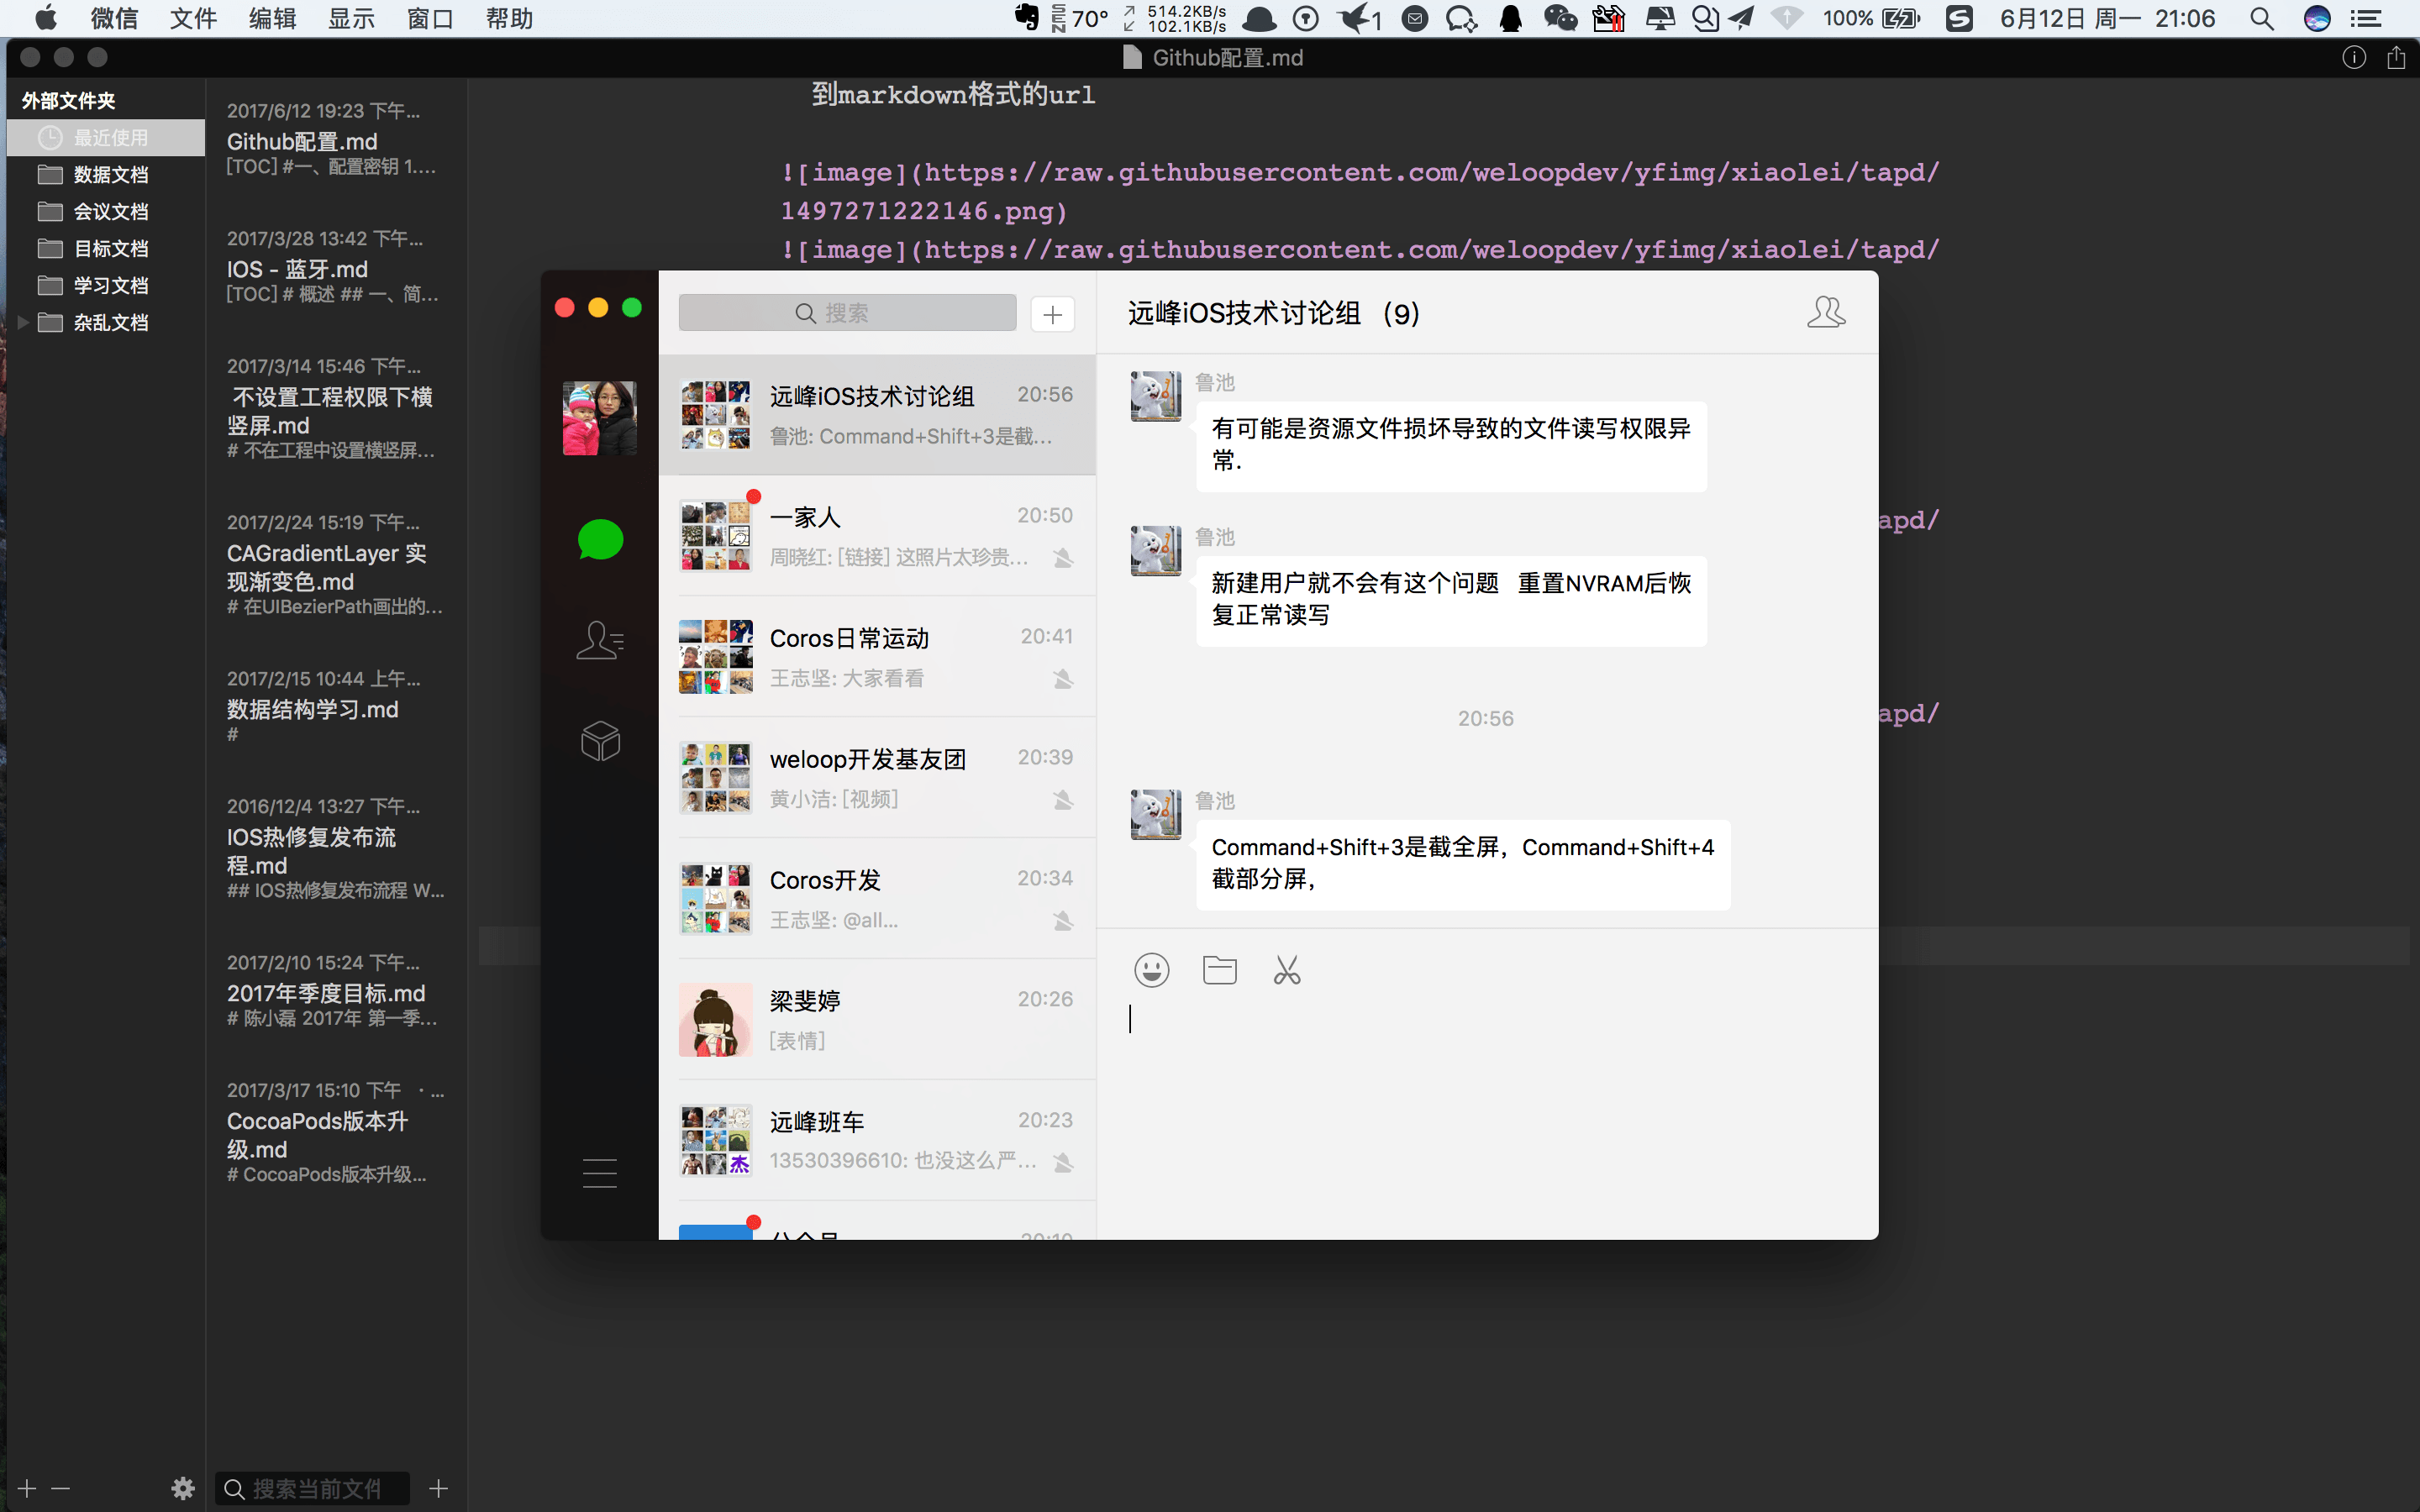 微信 文件 编辑 显示 窗口 帮助
SEN 70° 514.2KB/s 102.1KB/s 1 100% 6月12日 周一 21:06
Github配置.md
外部文件夹
最近使用
数据文档
会议文档
目标文档
学习文档
杂乱文档
2017/6/12 19:23 下午...
Github配置.md
[TOC] #一、配置密钥 1....
2017/3/28 13:42 下午...
IOS - 蓝牙.md
[TOC] # 概述 ## 一、简...
2017/3/14 15:46 下午...
不设置工程权限下横
竖屏.md
# 不在工程中设置横竖屏...
2017/2/24 15:19 下午...
CAGradientLayer 实
现渐变色.md
# 在UIBezierPath画出的...
2017/2/15 10:44 上午...
数据结构学习.md
#
2016/12/4 13:27 下午...
IOS热修复发布流
程.md
## IOS热修复发布流程 W...
2017/2/10 15:24 下午...
2017年季度目标.md
# 陈小磊 2017年 第一季...
2017/3/17 15:10 下午 · ...
CocoaPods版本升
级.md
# CocoaPods版本升级...
搜索当前文件
到markdown格式的url
![image](https://raw.githubusercontent.com/weloopdev/yfimg/xiaolei/tapd/
1497271222146.png)
![image](https://raw.githubusercontent.com/weloopdev/yfimg/xiaolei/tapd/
apd/
apd/
搜索
远峰iOS技术讨论组 20:56
鲁池: Command+Shift+3是截...
一家人 20:50
周晓红: [链接] 这照片太珍贵...
Coros日常运动 20:41
王志坚: 大家看看
weloop开发基友团 20:39
黄小洁: [视频]
Coros开发 20:34
王志坚: @all...
梁斐婷 20:26
[表情]
远峰班车 20:23
13530396610: 也没这么严...
杰
远峰iOS技术讨论组 (9)
鲁池
有可能是资源文件损坏导致的文件读写权限异
常.
鲁池
新建用户就不会有这个问题 重置NVRAM后恢
复正常读写
20:56
鲁池
Command+Shift+3是截全屏，Command+Shift+4
截部分屏，